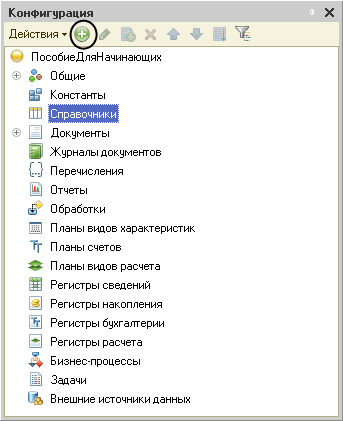 Конфигурация
Действия
ПособиеДляНачинающих
Общие
Константы
Справочники
Документы
Журналы документов
Перечисления
Отчеты
Обработки
Планы видов характеристик
Планы счетов
Планы видов расчета
Регистры сведений
Регистры накопления
Регистры бухгалтерии
Регистры расчета
Бизнес-процессы
Задачи
Внешние источники данных